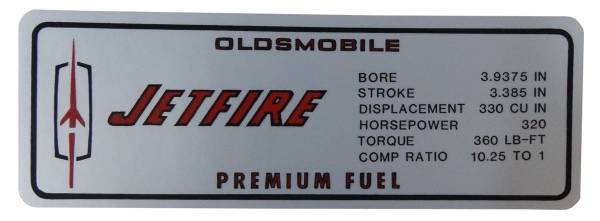 OLDSMOBILE
JETFIRE
BORE 3.9375 IN
STROKE 3.385 IN
DISPLACEMENT 330 CU IN
HORSEPOWER 320
TORQUE 360 LB-FT
COMP RATIO 10.25 TO 1
PREMIUM FUEL